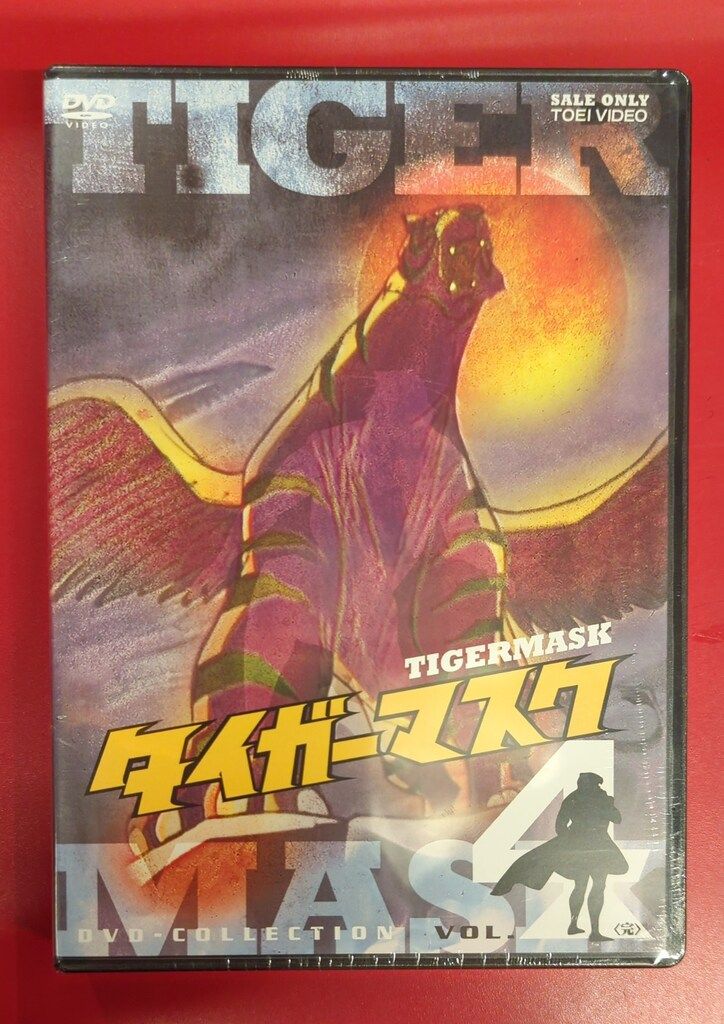 TIGER
DVD
VIDEO
SALE ONLY
TOEI VIDEO
TIGERMASK
タイガーマスク
MASK
DVD-COLLECTION VOL.4
〈完〉